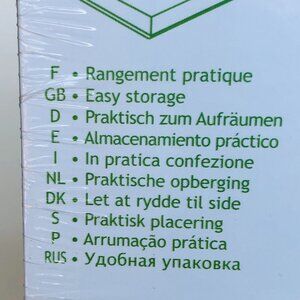 F • Rangement pratique
GB • Easy storage
D • Praktisch zum Aufräumen
E • Almacenamiento práctico
I • In pratica confezione
NL • Praktische opberging
DK • Let at rydde til side
S • Praktisk placering
P • Arrumação prática
RUS • Удобная упаковка